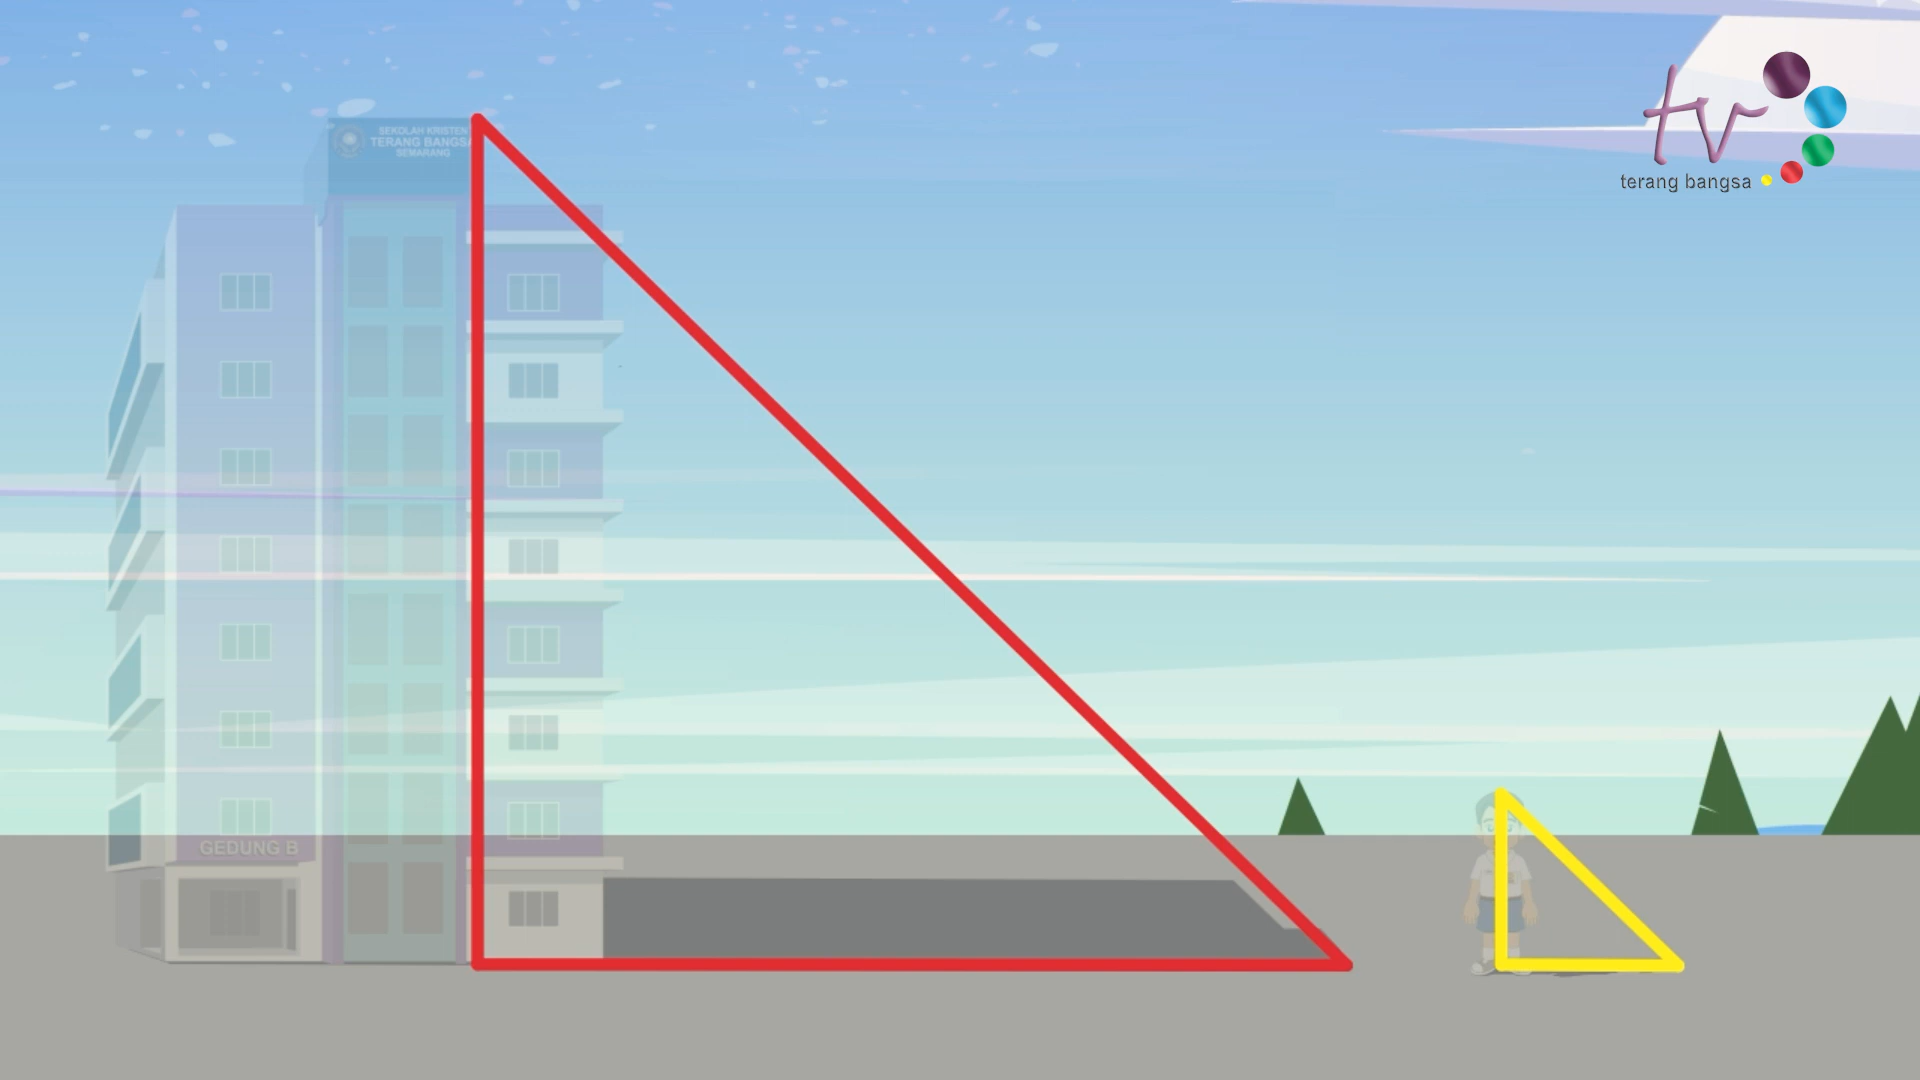 SEKOLAH KRISTEN
TERANG BANGSA
SEMARANG
tv
terang bangsa
GEDUNG B